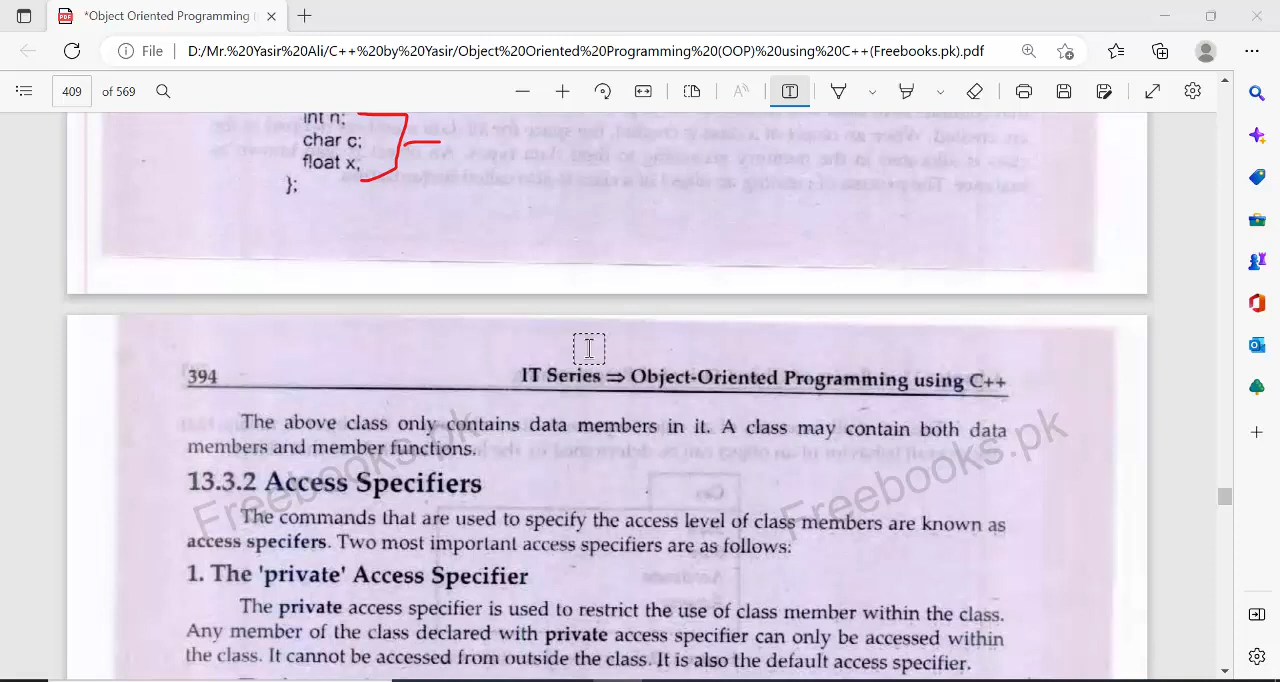 *Object Oriented Programming (
File
D:/Mr.%20Yasir%20Ali/C++%20by%20Yasir/Object%20Oriented%20Programming%20(OOP)%20using%20C++(Freebooks.pk).pdf
409 of 569
int n;
char c;
float x;
};
394
IT Series ⇒ Object-Oriented Programming using C++
The above class only contains data members in it. A class may contain both data
members and member functions.
13.3.2 Access Specifiers
The commands that are used to specify the access level of class members are known as
access specifers. Two most important access specifiers are as follows:
1. The 'private' Access Specifier
The private access specifier is used to restrict the use of class member within the class.
Any member of the class declared with private access specifier can only be accessed within
the class. It cannot be accessed from outside the class. It is also the default access specifier.
Freebooks.pk
Freebooks.pk